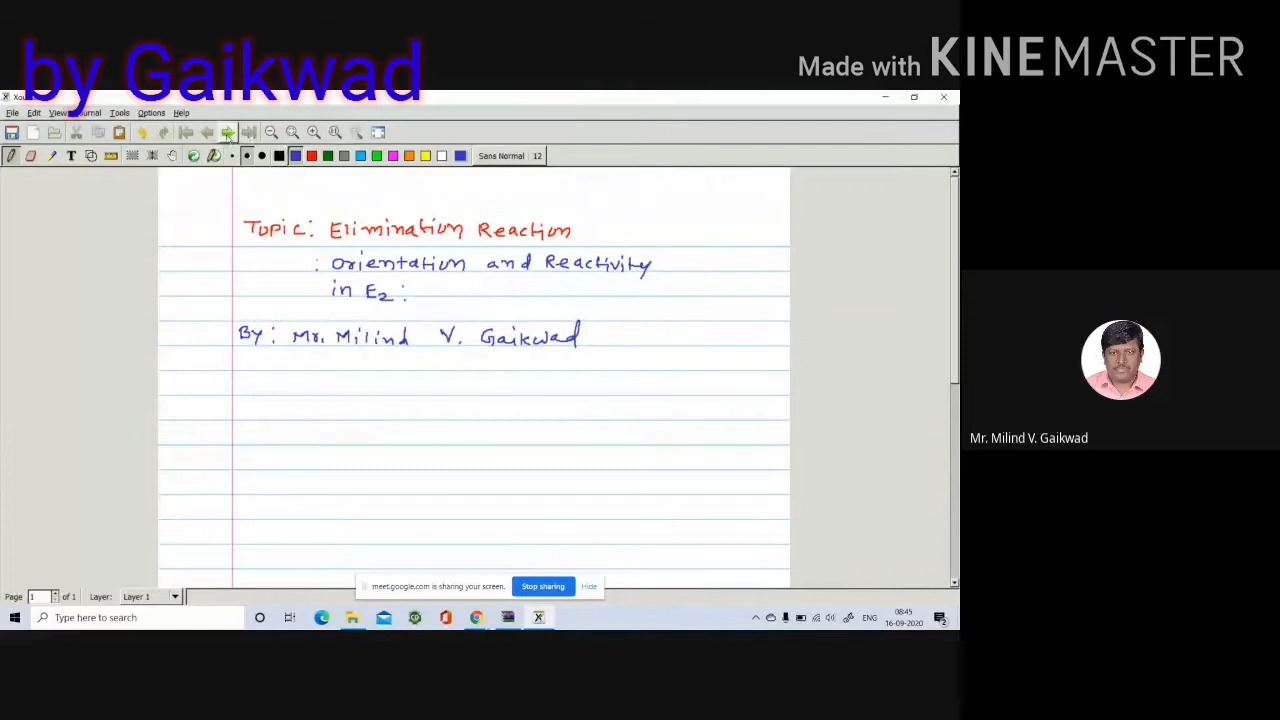 by Gaikwad
Made with KINEMASTER
File Edit View Journal Tools Options Help
Sans Normal 12
Topic: Elimination Reaction
: Orientation and Reactivity
in E2:
By: Mr. Milind V. Gaikwad
Mr. Milind V. Gaikwad
meet.google.com is sharing your screen. Stop sharing Hide
Page 1 of 1 Layer: Layer 1
Type here to search
ENG
08:45
16-09-2020
2